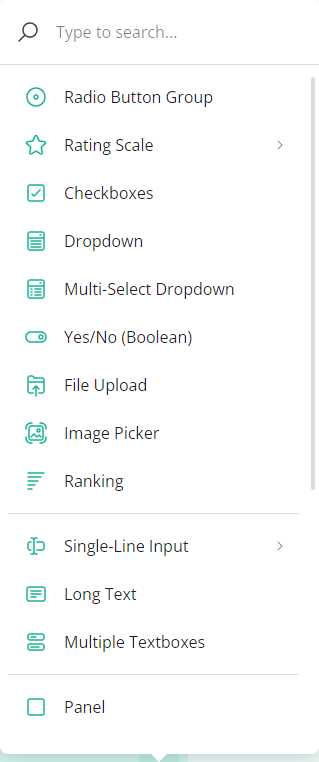 Type to search...
Radio Button Group
Rating Scale
Checkboxes
Dropdown
Multi-Select Dropdown
Yes/No (Boolean)
File Upload
Image Picker
Ranking
Single-Line Input
Long Text
Multiple Textboxes
Panel